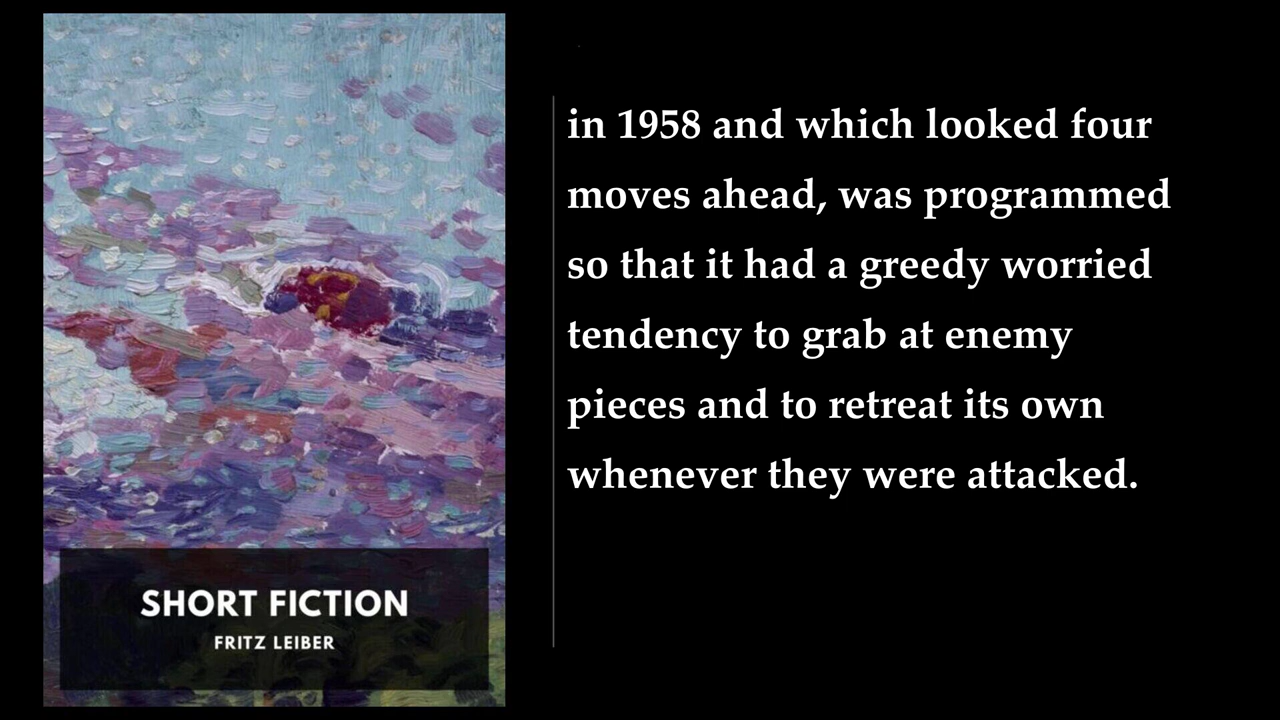 in 1958 and which looked four
moves ahead, was programmed
so that it had a greedy worried
tendency to grab at enemy
pieces and to retreat its own
whenever they were attacked.
SHORT FICTION
FRITZ LEIBER